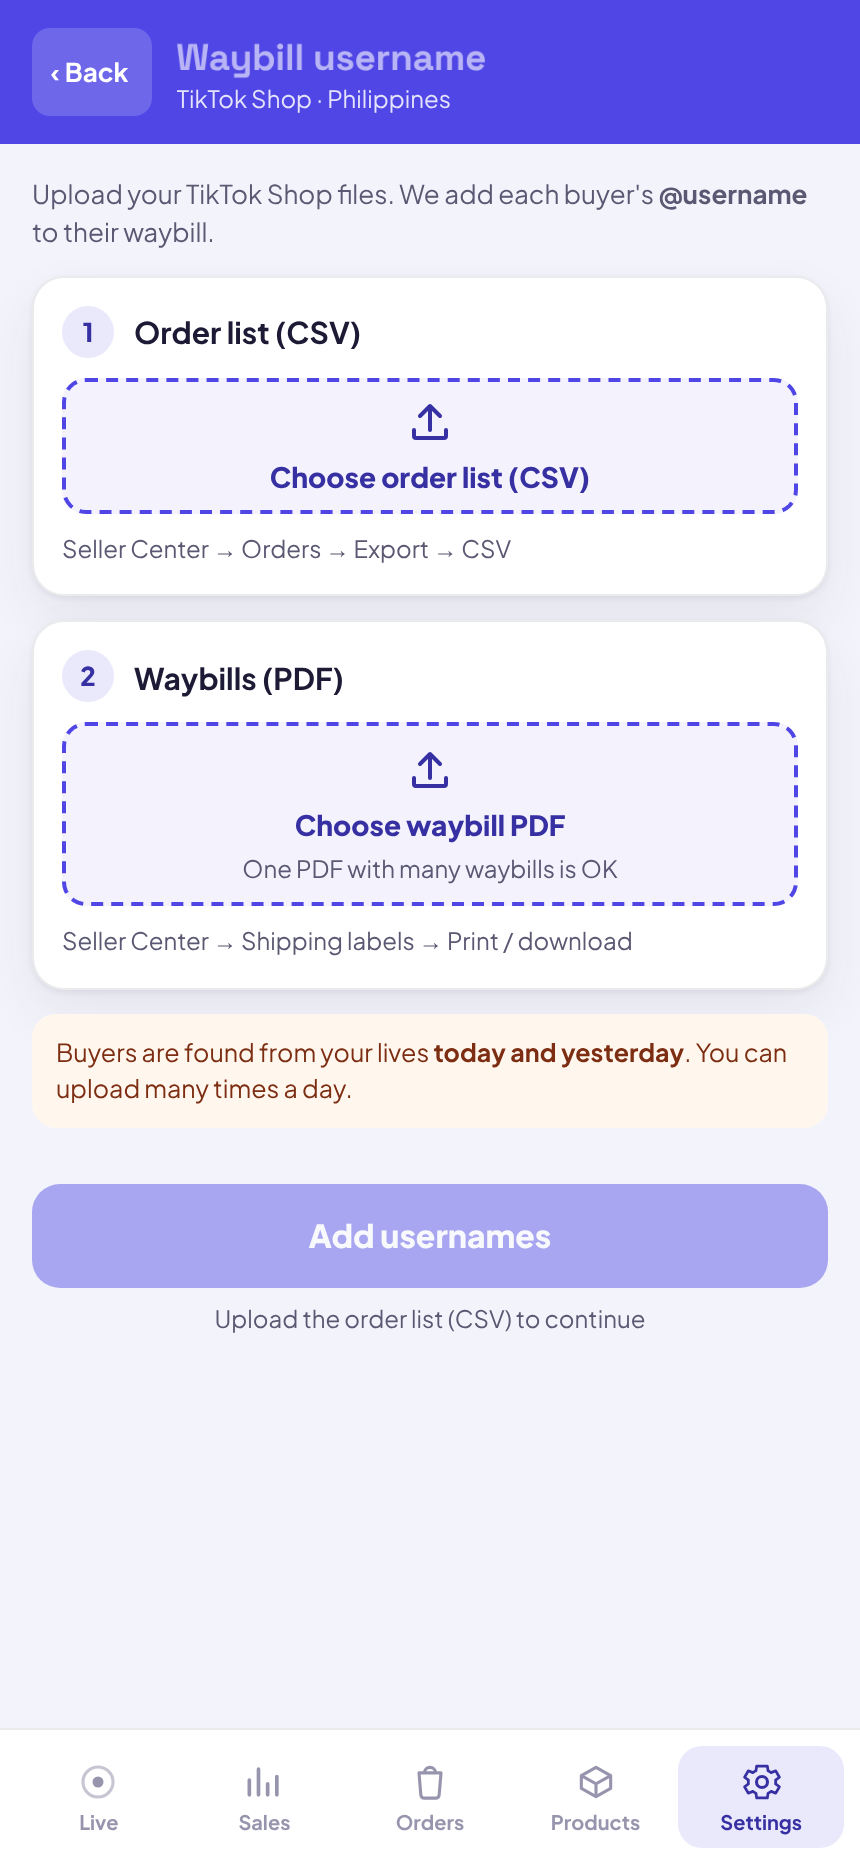 ‹ Back
Waybill username
TikTok Shop · Philippines
Upload your TikTok Shop files. We add each buyer's @username
to their waybill.
1 Order list (CSV)
Choose order list (CSV)
Seller Center → Orders → Export → CSV
2 Waybills (PDF)
Choose waybill PDF
One PDF with many waybills is OK
Seller Center → Shipping labels → Print / download
Buyers are found from your lives today and yesterday. You can
upload many times a day.
Add usernames
Upload the order list (CSV) to continue
Live Sales Orders Products Settings